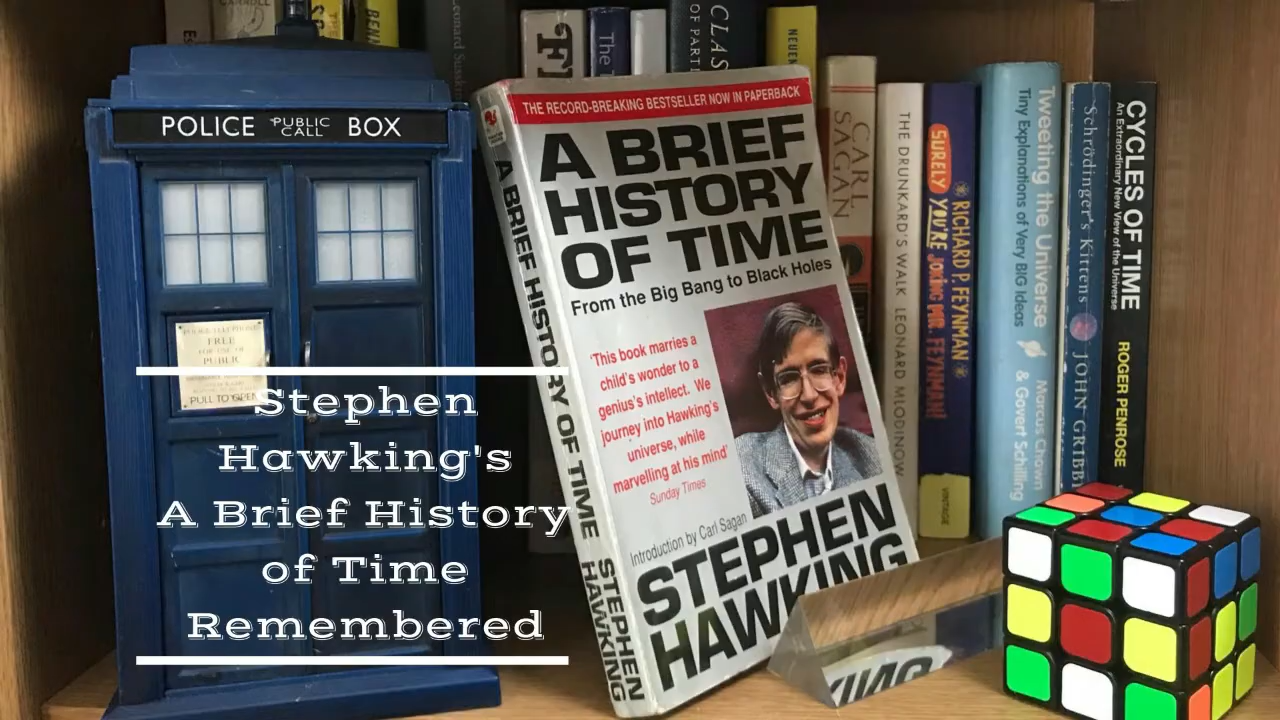 POLICE PUBLIC CALL BOX
FREE
FOR USE OF
PUBLIC
PULL TO OPEN
Stephen
Hawking's
A Brief History
of Time
Remembered
A BRIEF HISTORY OF TIME STEPHEN HAWKING
THE RECORD-BREAKING BESTSELLER NOW IN PAPERBACK
A BRIEF
HISTORY
OF TIME
From the Big Bang to Black Holes
'This book marries a
child's wonder to a
genius's intellect. We
journey into Hawking's
universe, while
marvelling at his mind'
Sunday Times
Introduction by Carl Sagan
STEPHEN
HAWKING
CARL
SAGAN
THE DRUNKARD'S WALK LEONARD MLODINOW
SURELY YOU'RE JOKING MR. FEYNMAN!
RICHARD P. FEYNMAN
VINTAGE
Tweeting the Universe
Tiny Explanations of Very BIG Ideas
Marcus Chown
& Govert Schilling
Schrödinger's Kittens JOHN GRIBBIN
CYCLES OF TIME ROGER PENROSE
An Extraordinary New View of the Universe